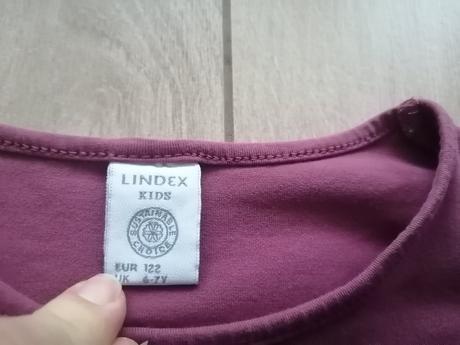 LINDEX
KIDS
SUSTAINABLE
CHOICE
EUR 122
UK 6-7Y